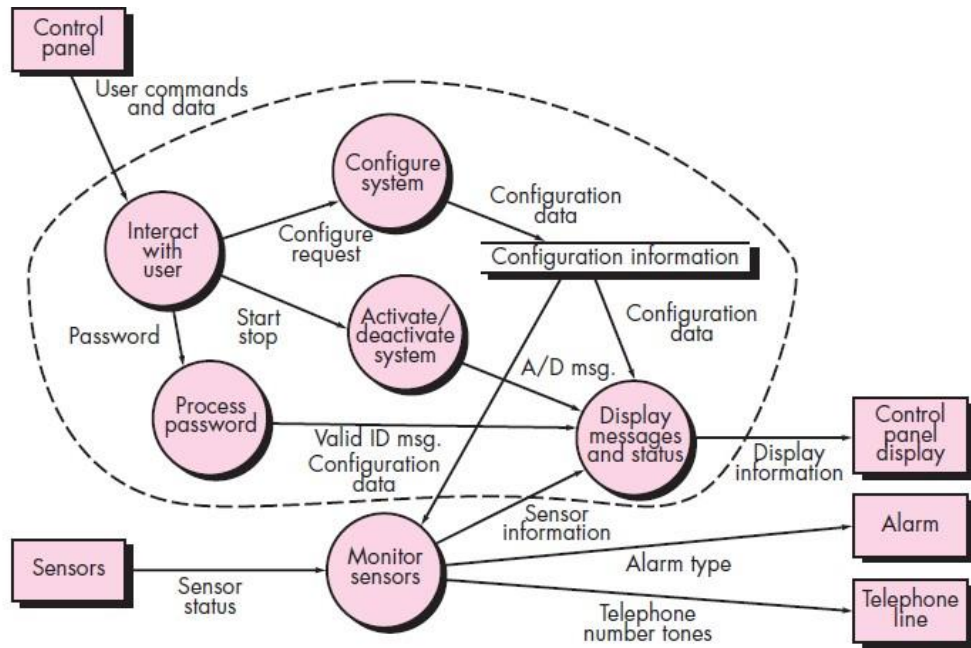 Control
panel
User commands
and data
Configure
system
Configuration
data
Interact
with
user
Configure
request
Configuration information
Password
Start
stop
Activate/
deactivate
system
Configuration
data
A/D msg.
Process
password
Valid ID msg.
Configuration
data
Display
messages
and status
Display
information
Control
panel
display
Sensors
Sensor
status
Monitor
sensors
Sensor
information
Alarm type
Alarm
Telephone
number tones
Telephone
line